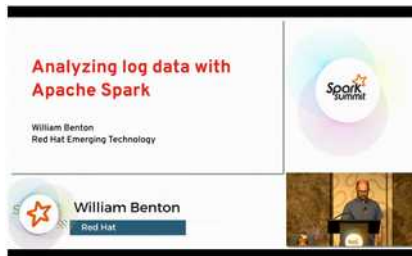 Analyzing log data with
Apache Spark
William Benton
Red Hat Emerging Technology
Spark
summit
William Benton
Red Hat